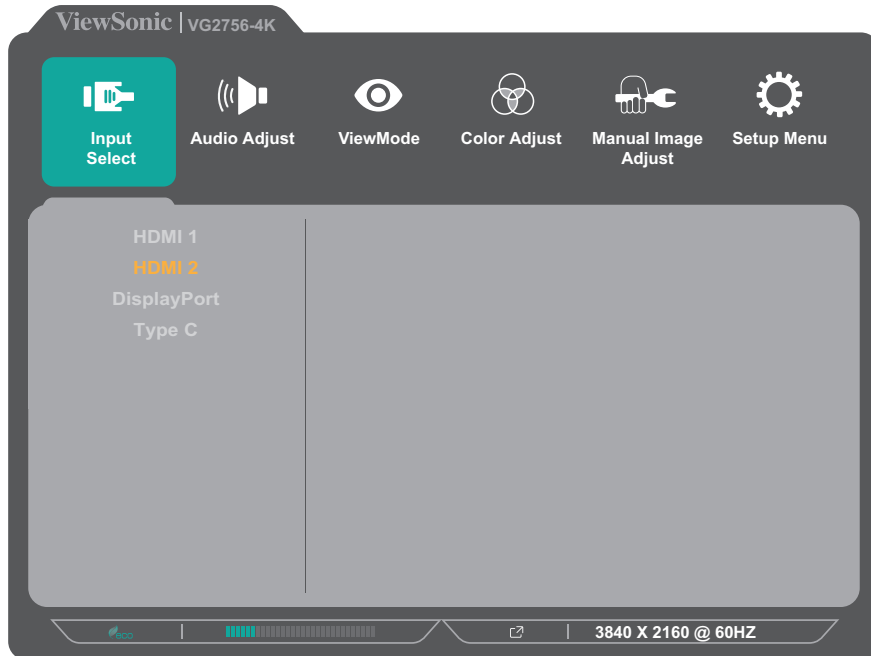 ViewSonic | VG2756-4K
Input
Select
Audio Adjust
ViewMode
Color Adjust
Manual Image
Adjust
Setup Menu
HDMI 1
HDMI 2
DisplayPort
Type C
eco
3840 X 2160 @ 60HZ